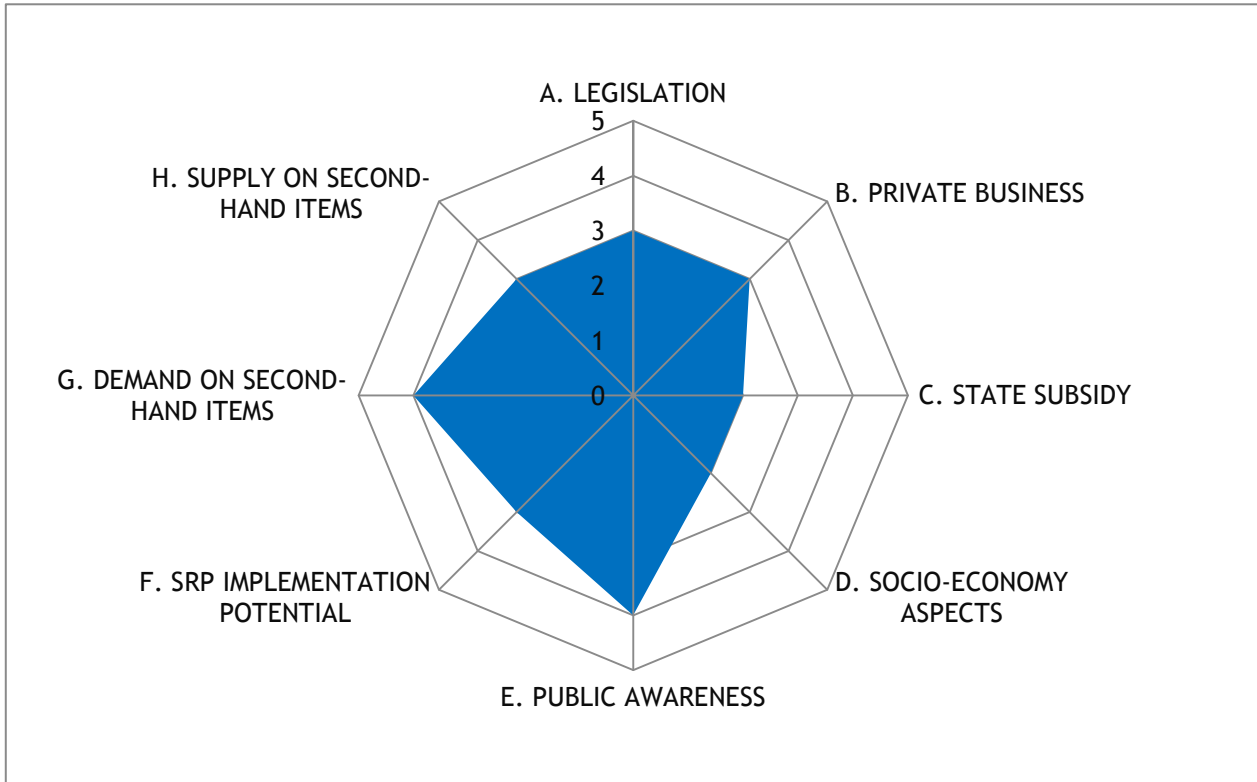 A. LEGISLATION
5
4
3
2
1
0
B. PRIVATE BUSINESS
C. STATE SUBSIDY
D. SOCIO-ECONOMY
ASPECTS
E. PUBLIC AWARENESS
F. SRP IMPLEMENTATION
POTENTIAL
G. DEMAND ON SECOND-
HAND ITEMS
H. SUPPLY ON SECOND-
HAND ITEMS